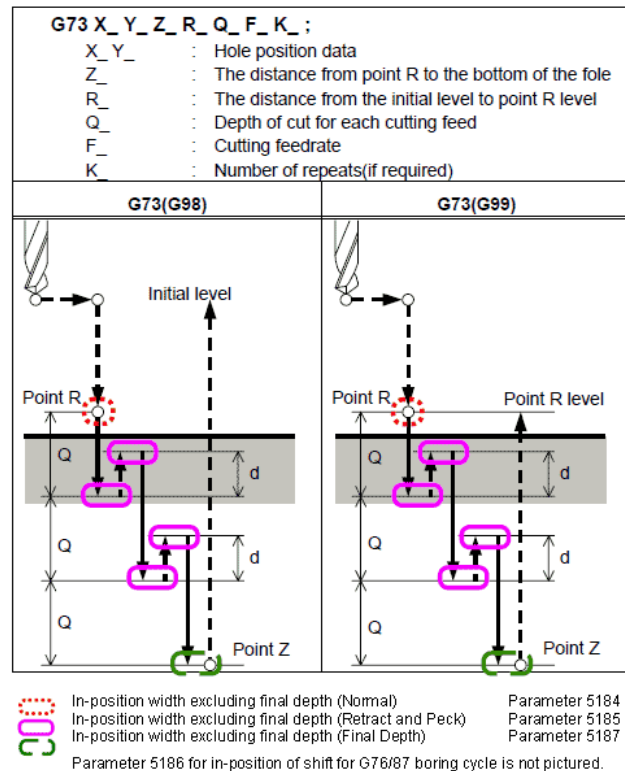 G73 X_ Y_ Z_ R_ Q_ F_ K_ ;
X_ Y_ : Hole position data
Z_ : The distance from point R to the bottom of the fole
R_ : The distance from the initial level to point R level
Q_ : Depth of cut for each cutting feed
F_ : Cutting feedrate
K_ : Number of repeats(if required)
G73(G98) G73(G99)
Initial level
Point R
Point R
Point R level
Q
d
Q
d
Q
d
Q
d
Q
Point Z
Q
Point Z
In-position width excluding final depth (Normal) Parameter 5184
In-position width excluding final depth (Retract and Peck) Parameter 5185
In-position width excluding final depth (Final Depth) Parameter 5187
Parameter 5186 for in-position of shift for G76/87 boring cycle is not pictured.